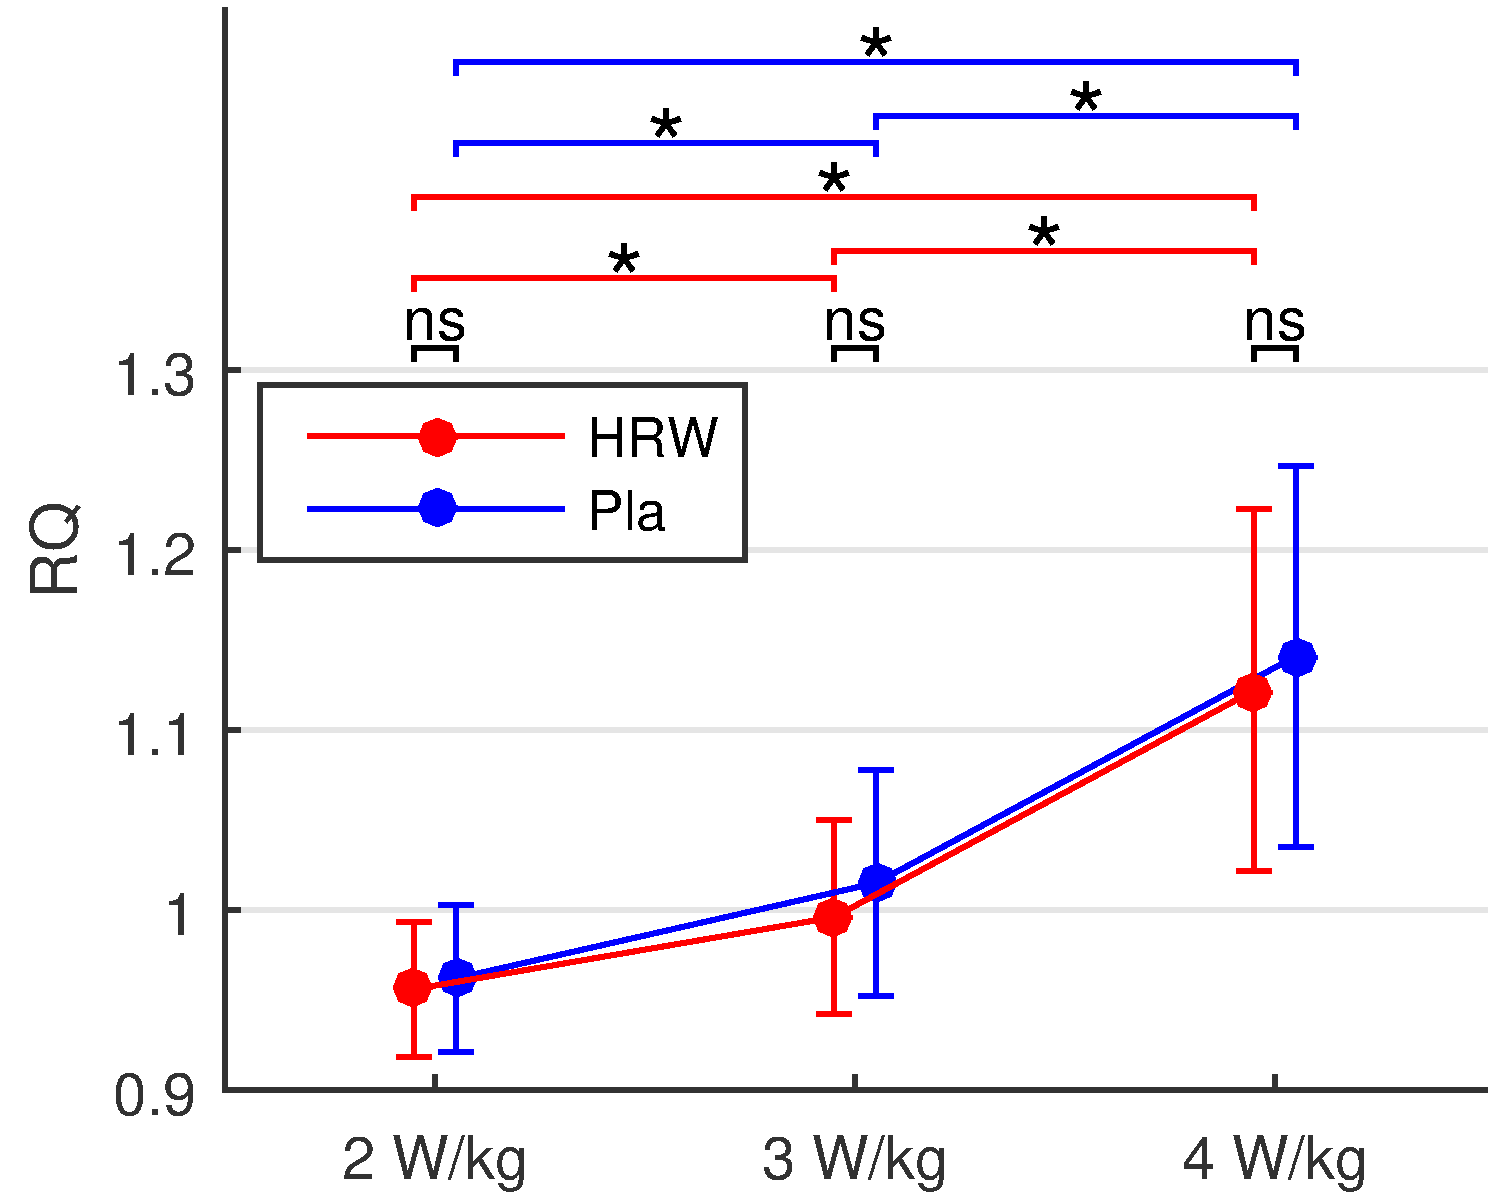 *
*
*
*
*
*
ns ns ns
1.3
HRW
Pla
RQ
1.2
1.1
1
0.9
2 W/kg 3 W/kg 4 W/kg